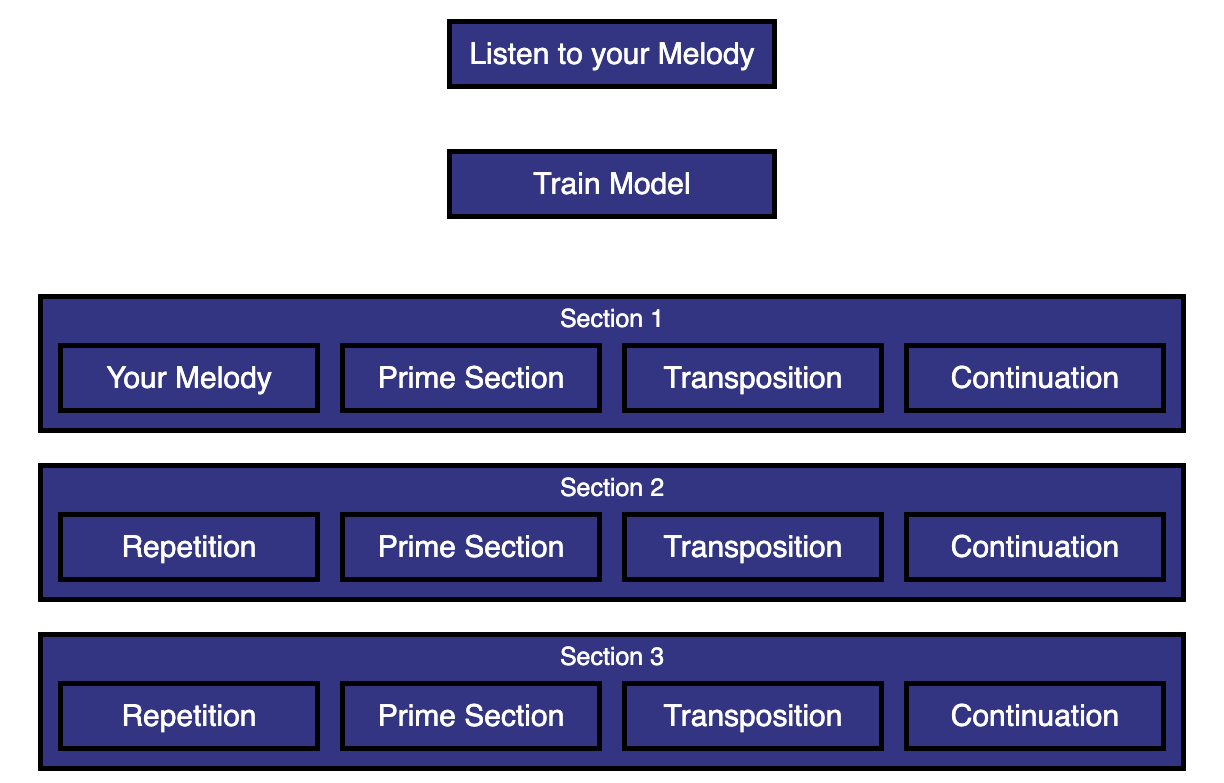 Listen to your Melody
Train Model
Section 1
Your Melody
Prime Section
Transposition
Continuation
Section 2
Repetition
Prime Section
Transposition
Continuation
Section 3
Repetition
Prime Section
Transposition
Continuation